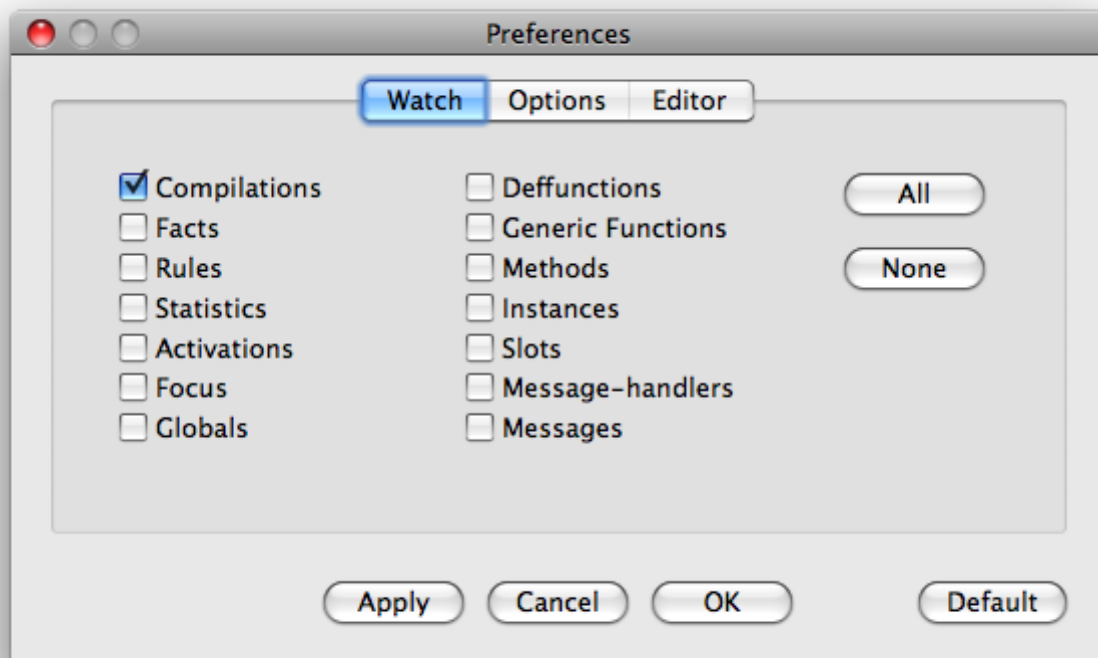 Preferences
Watch Options Editor
Compilations Deffunctions All
Facts Generic Functions
Rules Methods None
Statistics Instances
Activations Slots
Focus Message-handlers
Globals Messages
Apply Cancel OK Default